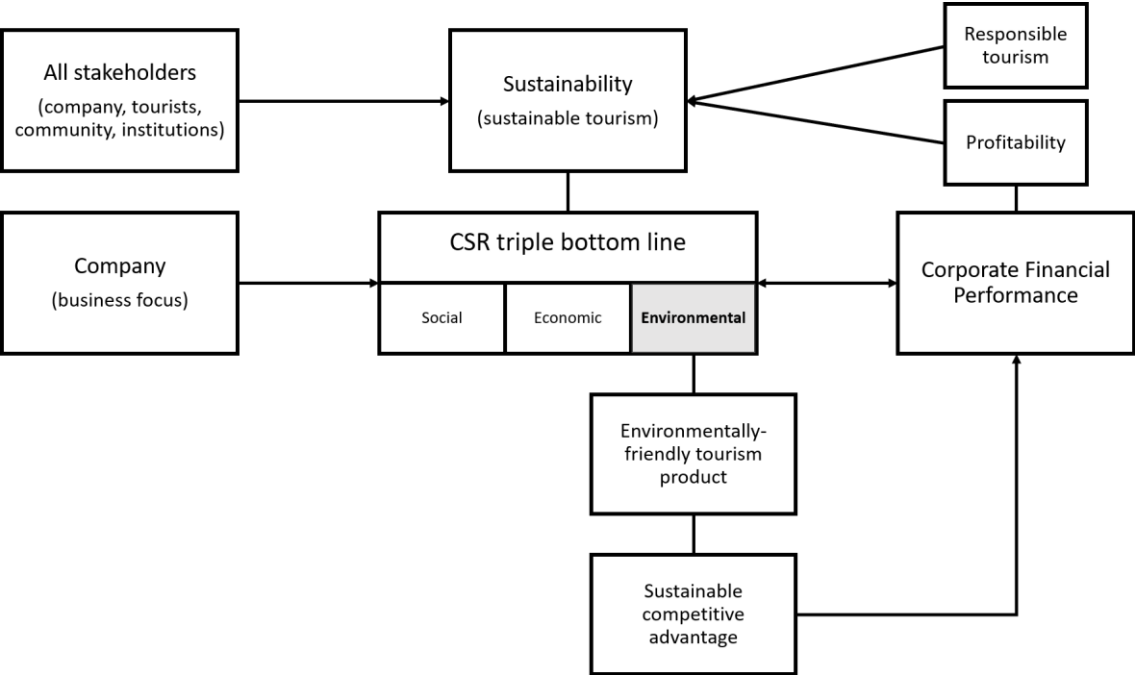 All stakeholders
(company, tourists,
community, institutions)
Sustainability
(sustainable tourism)
Responsible
tourism
Profitability
Company
(business focus)
CSR triple bottom line
Social
Economic
Environmental
Corporate Financial
Performance
Environmentally-
friendly tourism
product
Sustainable
competitive
advantage